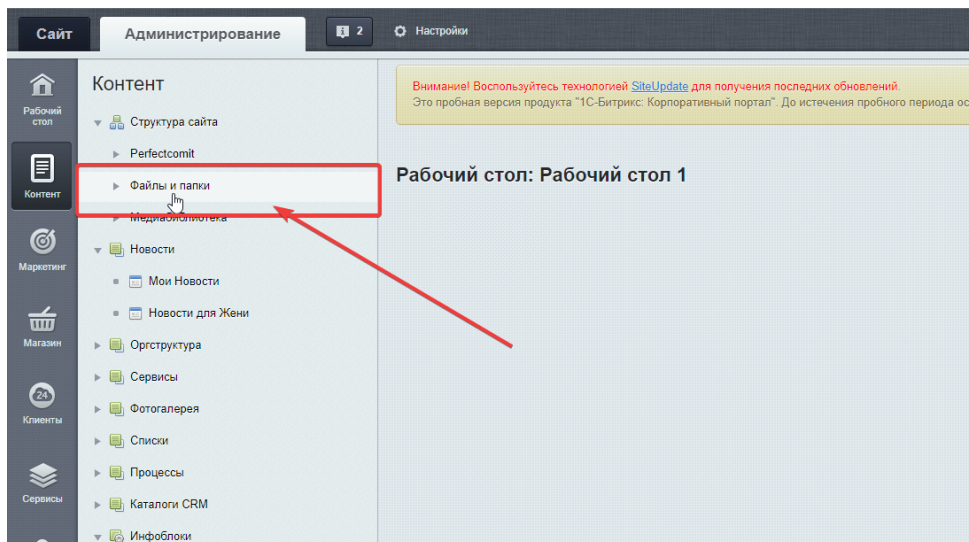 Сайт
Администрирование
2
Настройки
Рабочий
стол
Контент
Маркетинг
Магазин
24
Клиенты
Сервисы
Контент
Структура сайта
Perfectcomit
Файлы и папки
Медиабиблиотека
Новости
Мои Новости
Новости для Жени
Оргструктура
Сервисы
Фотогалерея
Списки
Процессы
Каталоги CRM
Инфоблоки
Внимание! Воспользуйтесь технологией SiteUpdate для получения последних обновлений.
Это пробная версия продукта "1С-Битрикс: Корпоративный портал". До истечения пробного периода ос
Рабочий стол: Рабочий стол 1